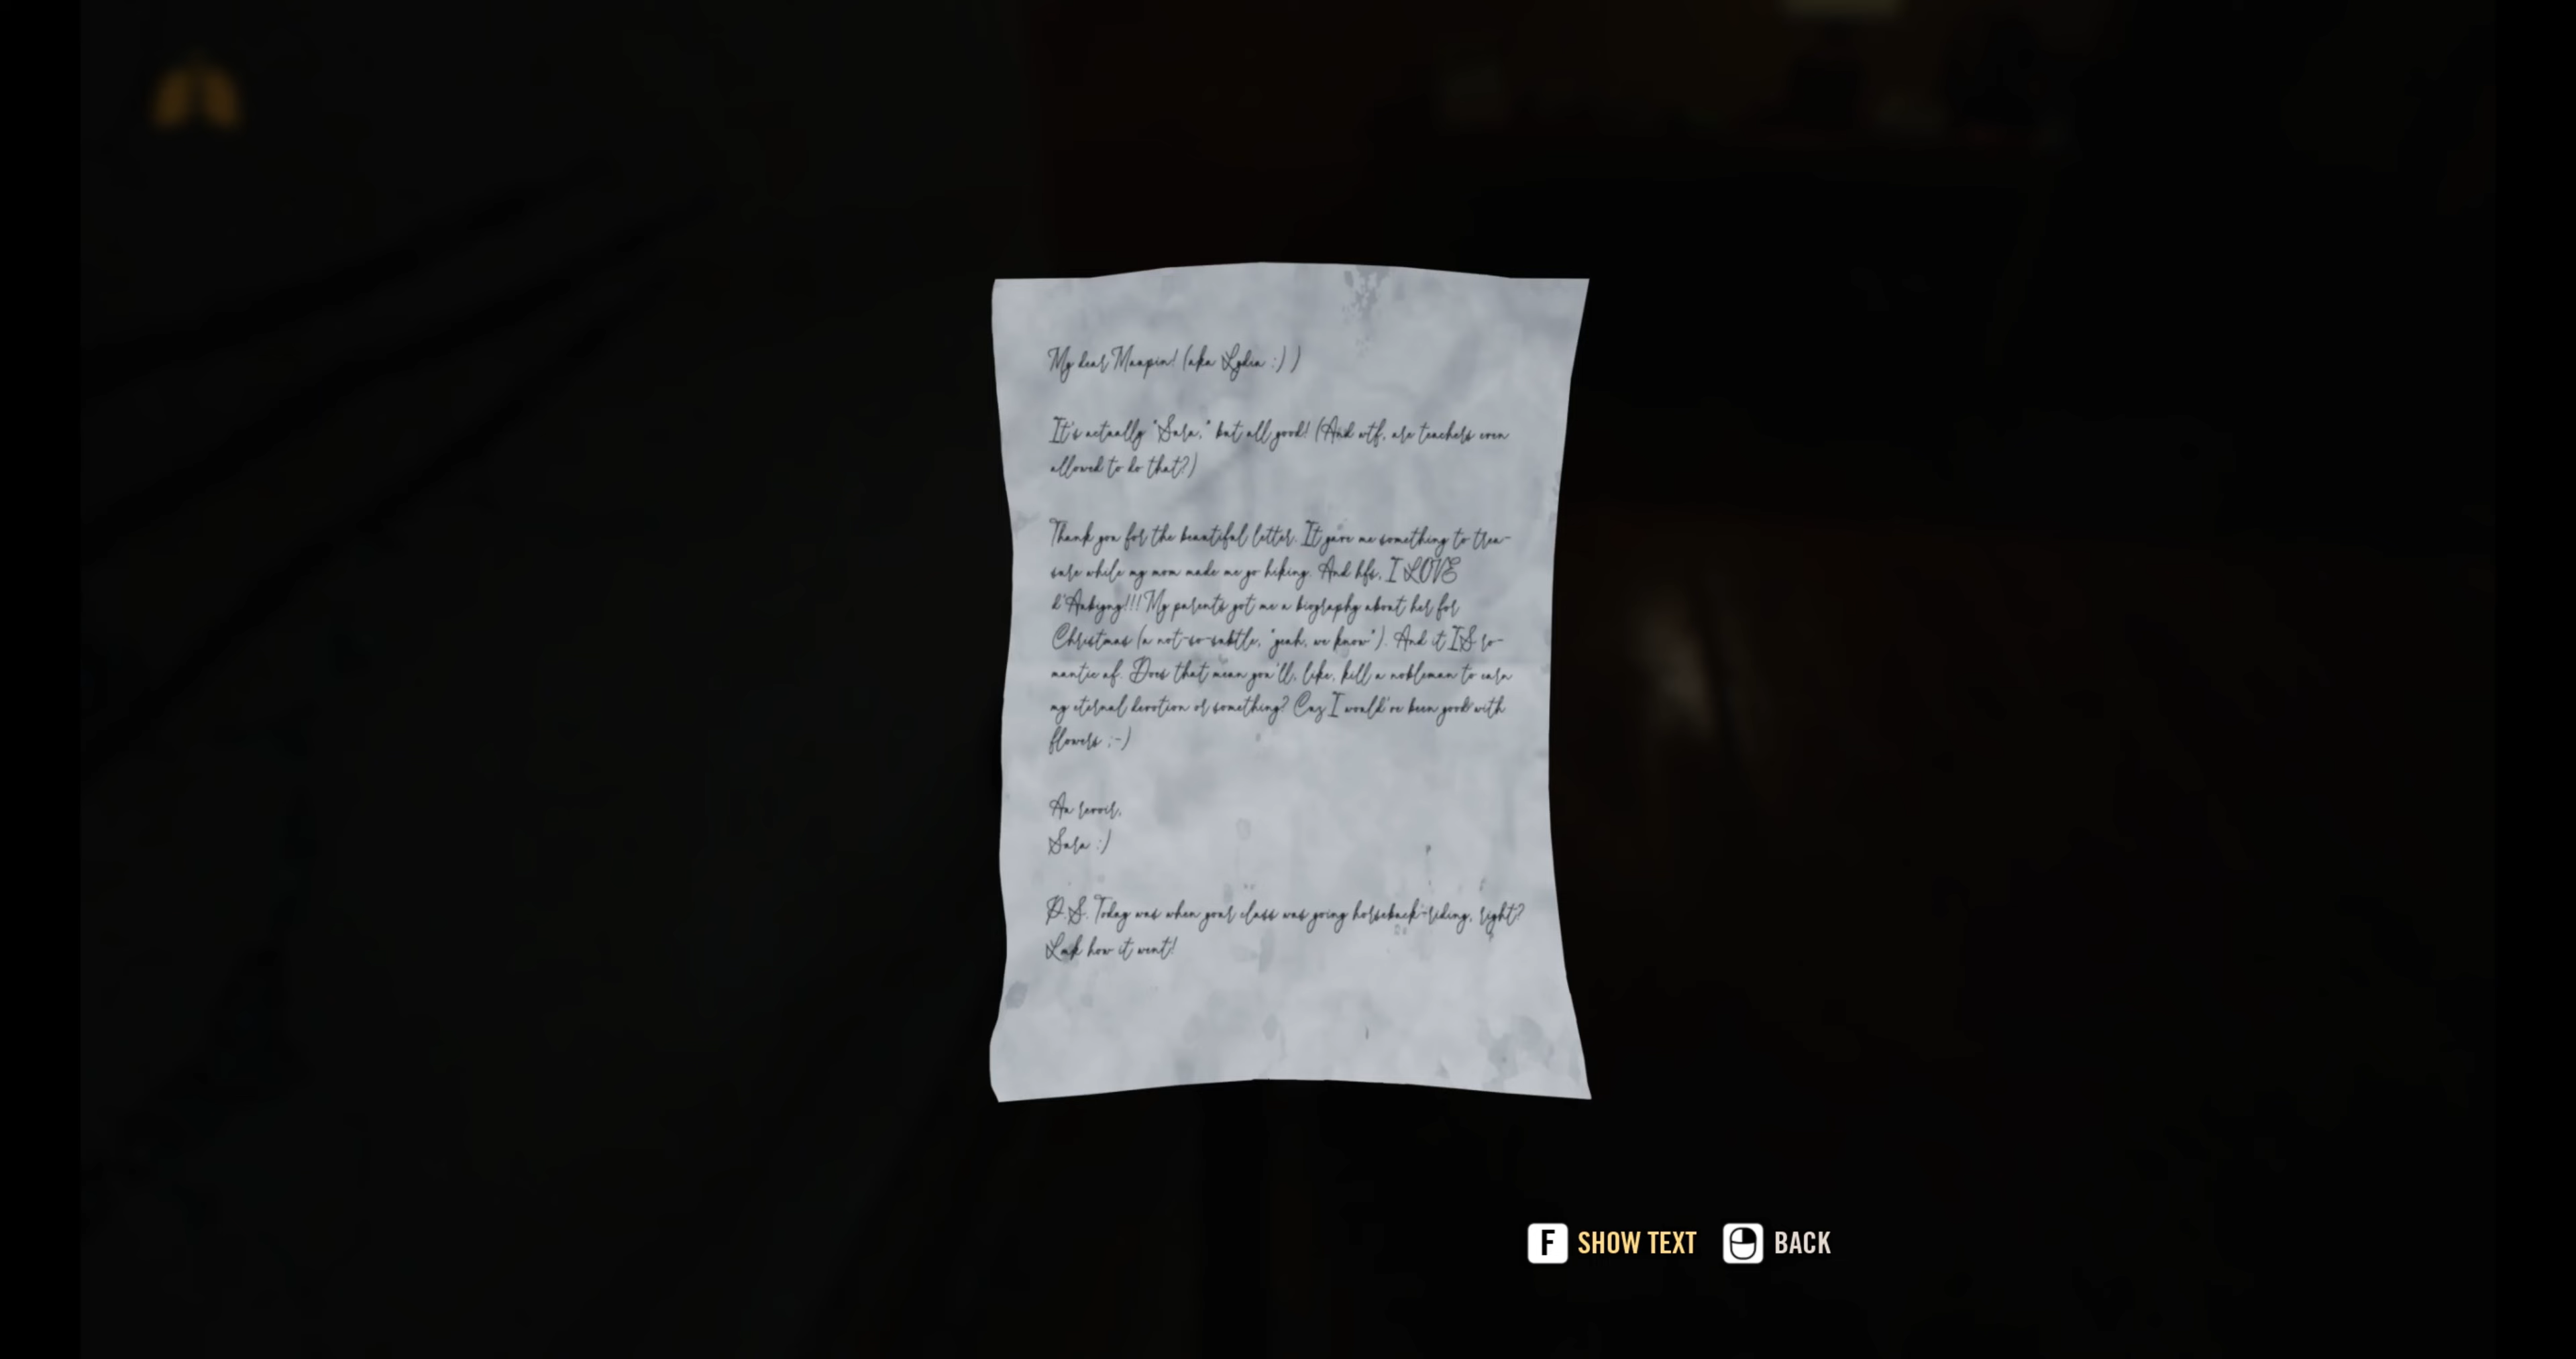 My dear Maupin! (aka Lydia :) )
It's actually "Sara," but all good! (And wtf, are teachers even
allowed to do that?)
Thank you for the beautiful letter. It gave me something to trea-
sure while my mom made me go hiking. And hfs, I LOVE
d'Aubigny!!! My parents got me a biography about her for
Christmas (a not-so-subtle, "yeah, we know"). And it IS ro-
mantic af. Does that mean you'll, like, kill a nobleman to earn
my eternal devotion or something? Cuz I would've been good with
flowers ;-)
Au revoir,
Sara :)
P.S. Today was when your class was going horseback-riding, right?
Lmk how it went!
F SHOW TEXT BACK